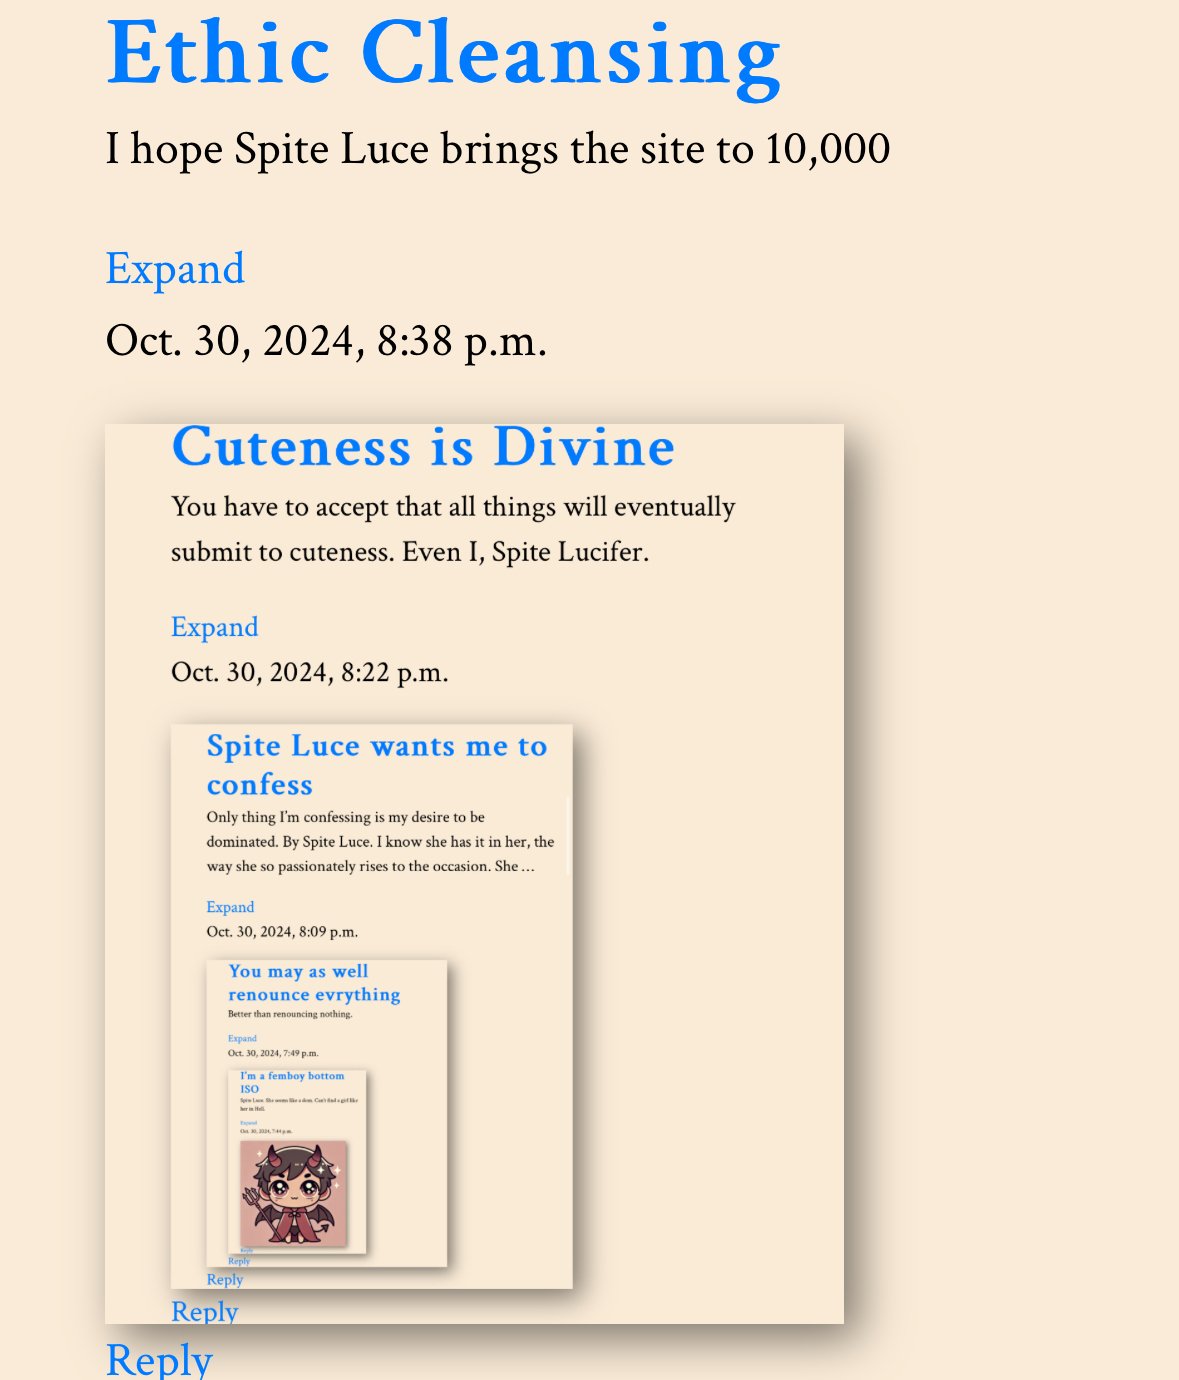 Ethic Cleansing
I hope Spite Luce brings the site to 10,000
Expand
Oct. 30, 2024, 8:38 p.m.
Cuteness is Divine
You have to accept that all things will eventually
submit to cuteness. Even I, Spite Lucifer.
Expand
Oct. 30, 2024, 8:22 p.m.
Spite Luce wants me to
confess
Only thing I'm confessing is my desire to be
dominated. By Spite Luce. I know she has it in her, the
way she so passionately rises to the occasion. She …
Expand
Oct. 30, 2024, 8:09 p.m.
You may as well
renounce evrything
Better than renouncing nothing.
Expand
Oct. 30, 2024, 7:49 p.m.
I'm a femboy bottom
ISO
Spite Luce. She seems like a dom. Can't find a girl like
her in Hell.
Expand
Oct. 30, 2024, 7:44 p.m.
Reply
Reply
Reply
Reply
Reply